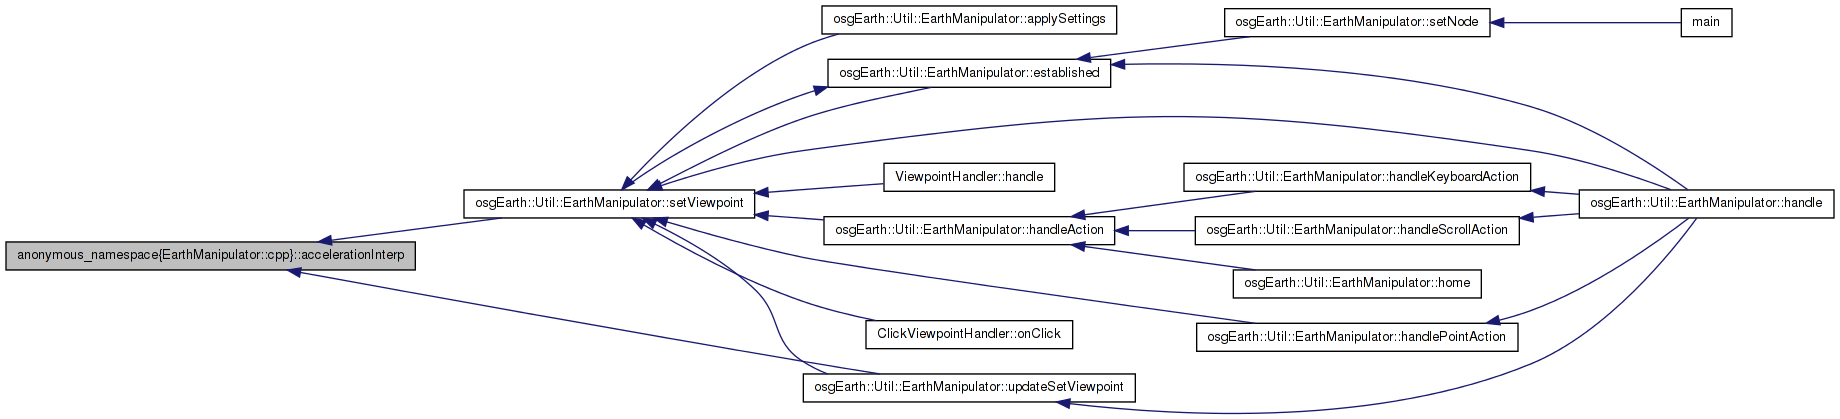 osgEarth::Util::EarthManipulator::applySettings
osgEarth::Util::EarthManipulator::setNode
main
osgEarth::Util::EarthManipulator::established
ViewpointHandler::handle
osgEarth::Util::EarthManipulator::handleKeyboardAction
osgEarth::Util::EarthManipulator::setViewpoint
osgEarth::Util::EarthManipulator::handle
osgEarth::Util::EarthManipulator::handleAction
osgEarth::Util::EarthManipulator::handleScrollAction
anonymous_namespace{EarthManipulator::cpp}::accelerationInterp
osgEarth::Util::EarthManipulator::home
ClickViewpointHandler::onClick
osgEarth::Util::EarthManipulator::handlePointAction
osgEarth::Util::EarthManipulator::updateSetViewpoint